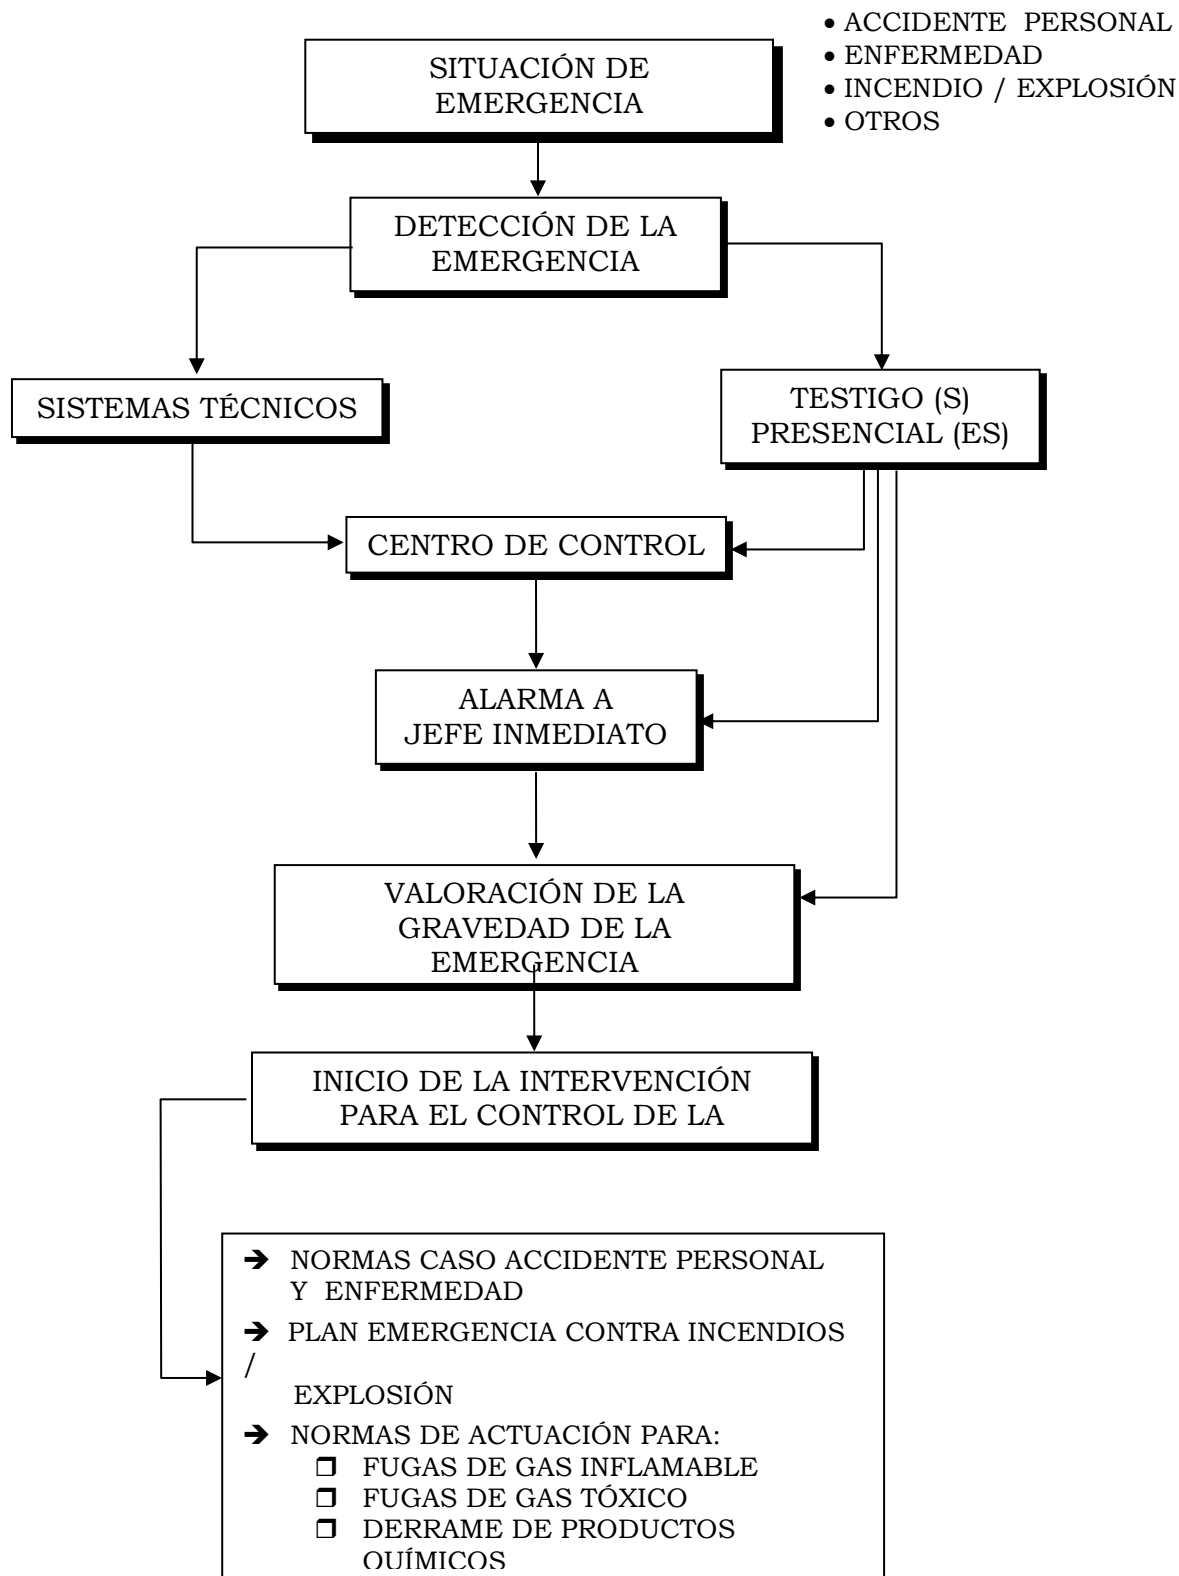 • ACCIDENTE PERSONAL
• ENFERMEDAD
• INCENDIO / EXPLOSIÓN
• OTROS
SITUACIÓN DE
EMERGENCIA
DETECCIÓN DE LA
EMERGENCIA
SISTEMAS TÉCNICOS
TESTIGO (S)
PRESENCIAL (ES)
CENTRO DE CONTROL
ALARMA A
JEFE INMEDIATO
VALORACIÓN DE LA
GRAVEDAD DE LA
EMERGENCIA
INICIO DE LA INTERVENCIÓN
PARA EL CONTROL DE LA
➔ NORMAS CASO ACCIDENTE PERSONAL
Y ENFERMEDAD
➔ PLAN EMERGENCIA CONTRA INCENDIOS
/
EXPLOSIÓN
➔ NORMAS DE ACTUACIÓN PARA:
❒ FUGAS DE GAS INFLAMABLE
❒ FUGAS DE GAS TÓXICO
❒ DERRAME DE PRODUCTOS
QUÍMICOS